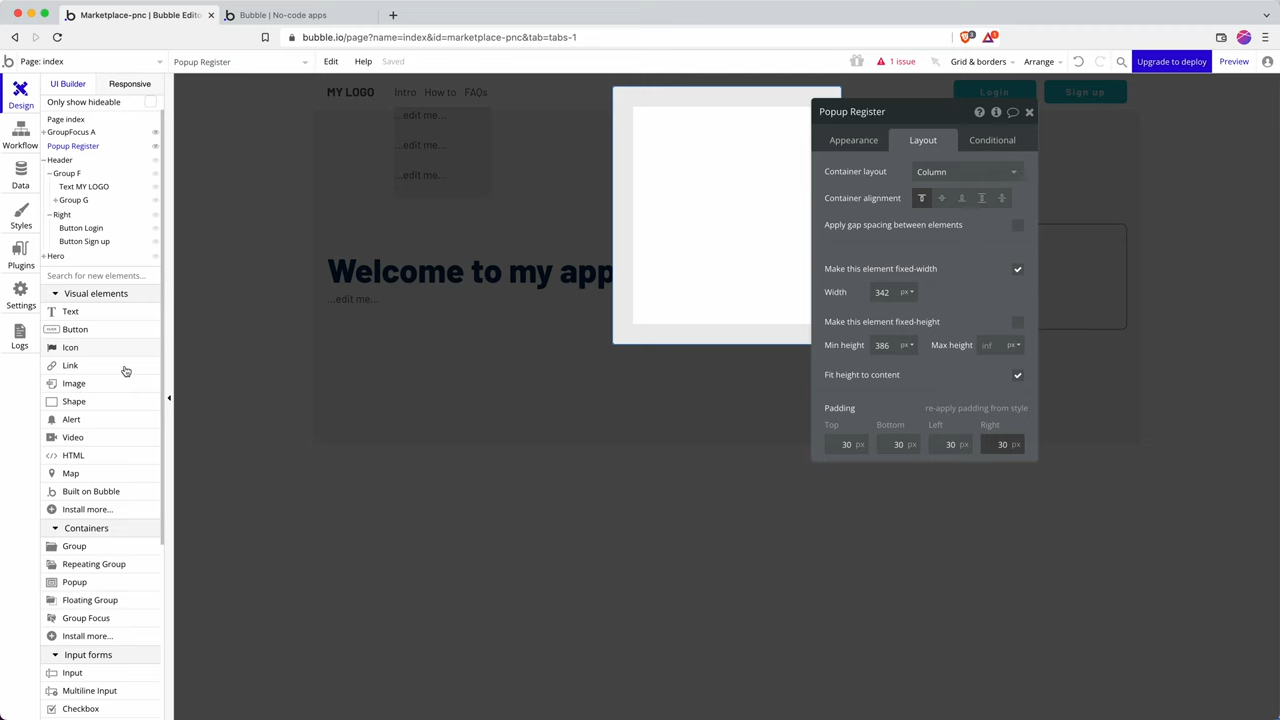 Marketplace-pnc | Bubble Edito
Bubble | No-code apps
bubble.io/page?name=index&id=marketplace-pnc&tab=tabs-1
Page: index
Popup Register
Edit
Help
Saved
1 issue
Grid & borders
Arrange
Upgrade to deploy
Preview
Design
Workflow
Data
Styles
Plugins
Settings
Logs
UI Builder
Responsive
Only show hideable
Page index
GroupFocus A
Popup Register
Header
Group F
Text MY LOGO
Group G
Right
Button Login
Button Sign up
Hero
Search for new elements...
Visual elements
Text
Button
Icon
Link
Image
Shape
Alert
Video
HTML
Map
Built on Bubble
Install more...
Containers
Group
Repeating Group
Popup
Floating Group
Group Focus
Install more...
Input forms
Input
Multiline Input
Checkbox
MY LOGO
Intro
How to
FAQs
Login
Sign up
...edit me...
...edit me...
...edit me...
Welcome to my app
...edit me...
Popup Register
Appearance
Layout
Conditional
Container layout
Column
Container alignment
Apply gap spacing between elements
Make this element fixed-width
Width
342 px
Make this element fixed-height
Min height
386 px
Max height
inf px
Fit height to content
Padding
re-apply padding from style
Top
Bottom
Left
Right
30 px
30 px
30 px
30 px